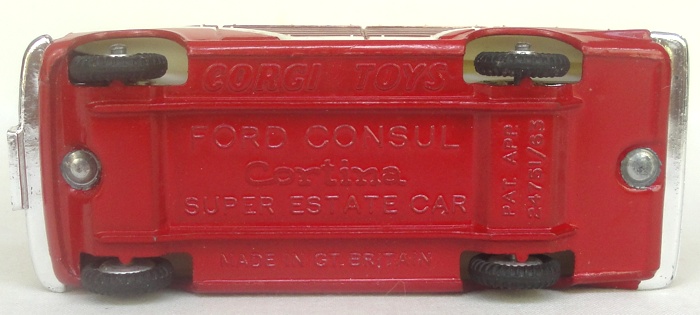 CORGI TOYS
FORD CONSUL
Cortina
SUPER ESTATE CAR
MADE IN GT. BRITAIN
PAT. APP.
24751/63